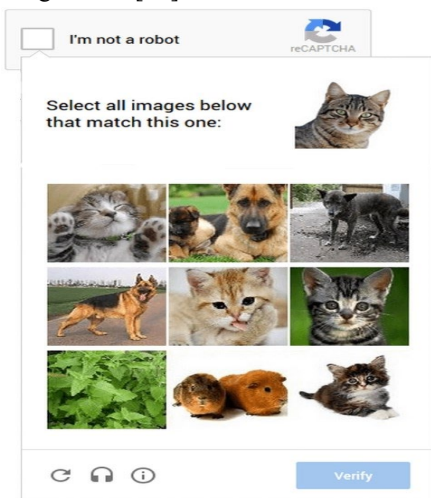 I'm not a robot
reCAPTCHA
Select all images below
that match this one:
Verify